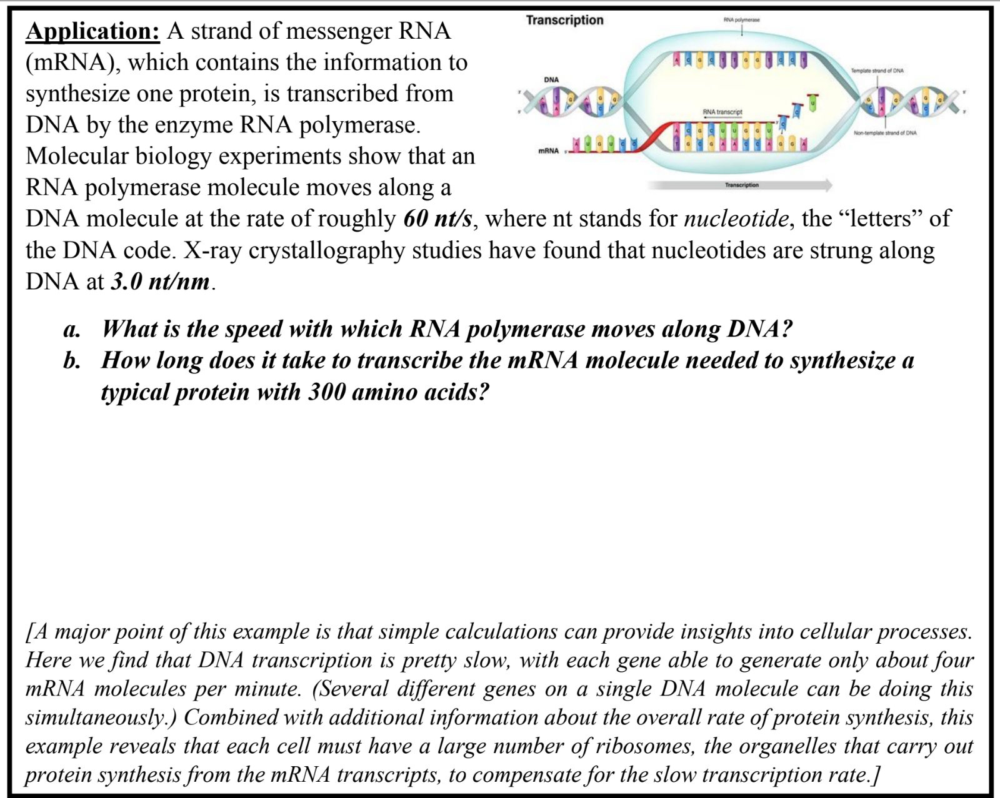 Application: A strand of messenger RNA
(mRNA), which contains the information to
synthesize one protein, is transcribed from
DNA by the enzyme RNA polymerase.
Molecular biology experiments show that an
RNA polymerase molecule moves along a
DNA molecule at the rate of roughly 60 nt/s, where nt stands for nucleotide, the “letters” of
the DNA code. X-ray crystallography studies have found that nucleotides are strung along
DNA at 3.0 nt/nm.
Transcription
RNA polymerase
A C G C T T G G T C C T
DNA
Template strand of DNA
RNA transcript
Non-template strand of DNA
mRNA
A U G U C C
A C G C U U G G U
C
C
U
T G C G A A C C A G G A
Transcription
a. What is the speed with which RNA polymerase moves along DNA?
b. How long does it take to transcribe the mRNA molecule needed to synthesize a
typical protein with 300 amino acids?
[A major point of this example is that simple calculations can provide insights into cellular processes.
Here we find that DNA transcription is pretty slow, with each gene able to generate only about four
mRNA molecules per minute. (Several different genes on a single DNA molecule can be doing this
simultaneously.) Combined with additional information about the overall rate of protein synthesis, this
example reveals that each cell must have a large number of ribosomes, the organelles that carry out
protein synthesis from the mRNA transcripts, to compensate for the slow transcription rate.]